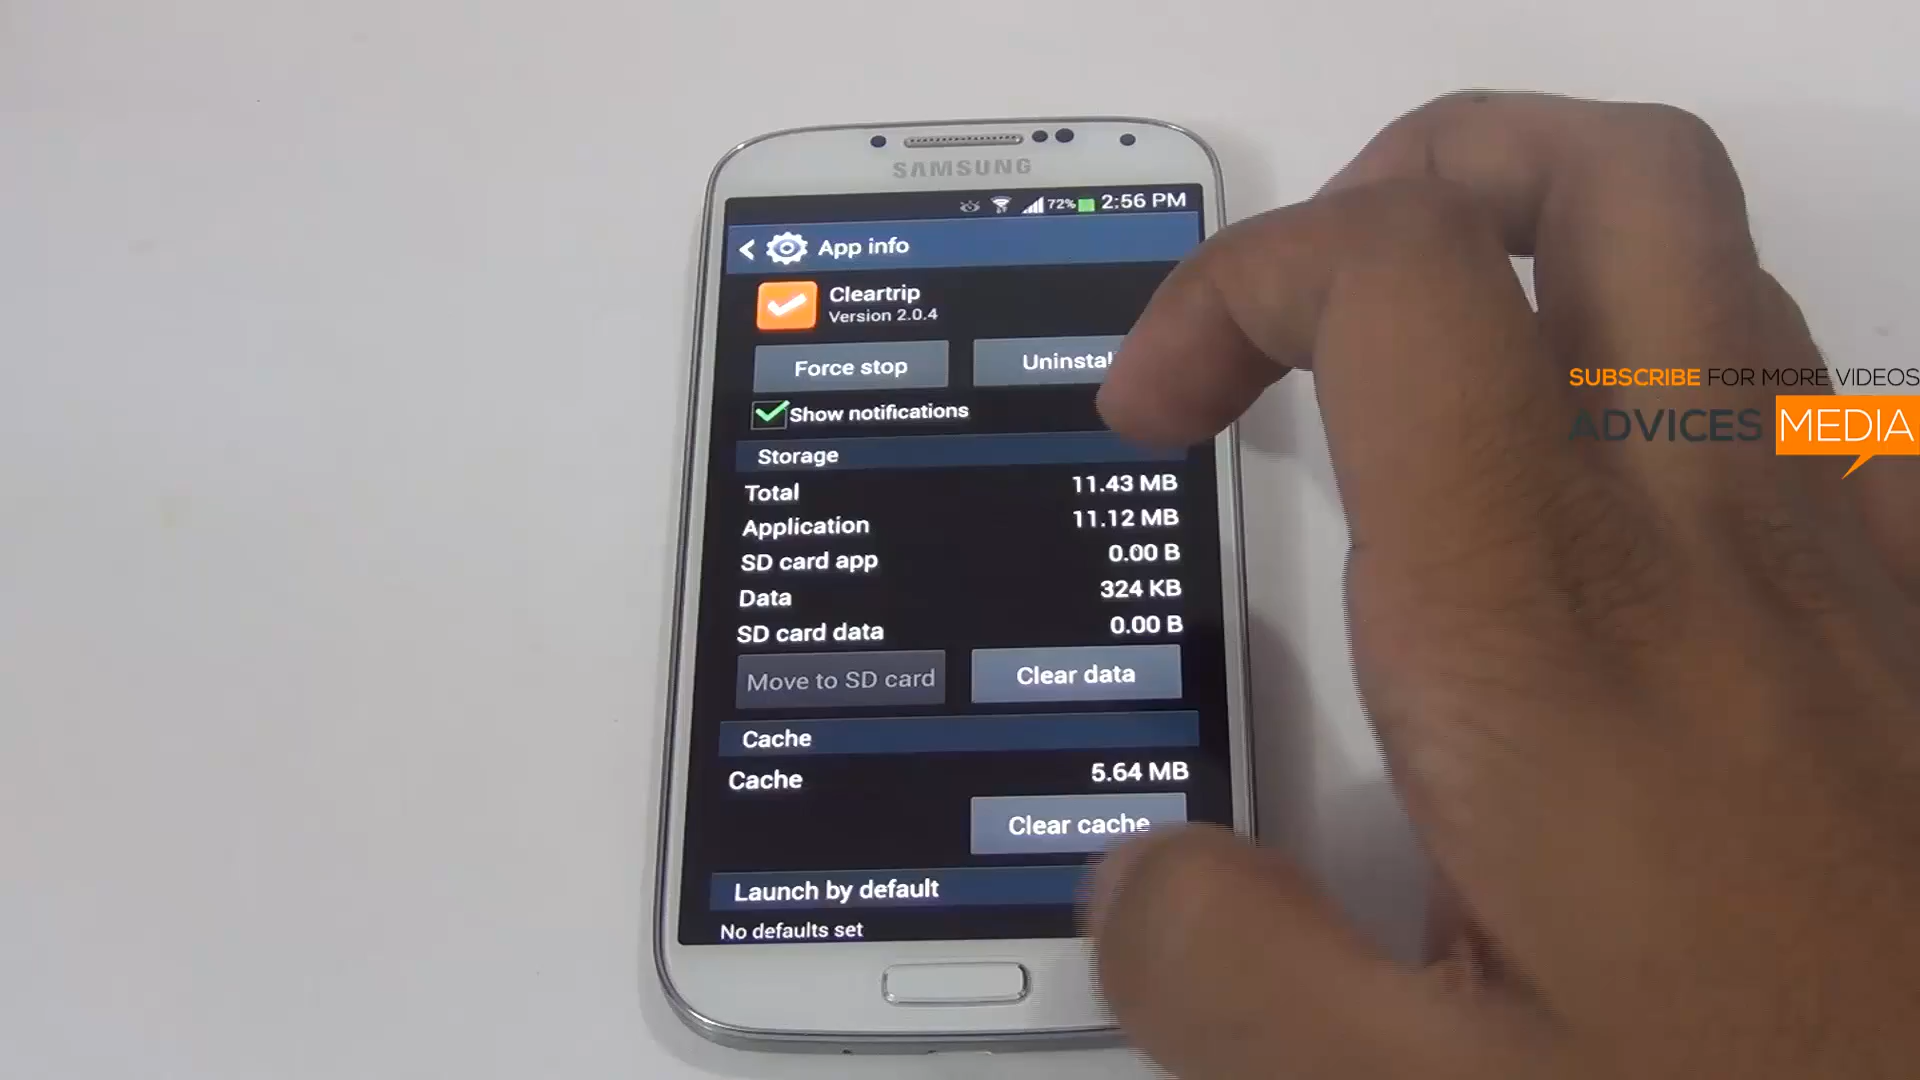 SAMSUNG
72% 2:56 PM
App info
Cleartrip
Version 2.0.4
Force stop
Uninstall
Show notifications
Storage
Total 11.43 MB
Application 11.12 MB
SD card app 0.00 B
Data 324 KB
SD card data 0.00 B
Move to SD card
Clear data
Cache
Cache 5.64 MB
Clear cache
Launch by default
No defaults set
SUBSCRIBE FOR MORE VIDEOS
ADVICES MEDIA